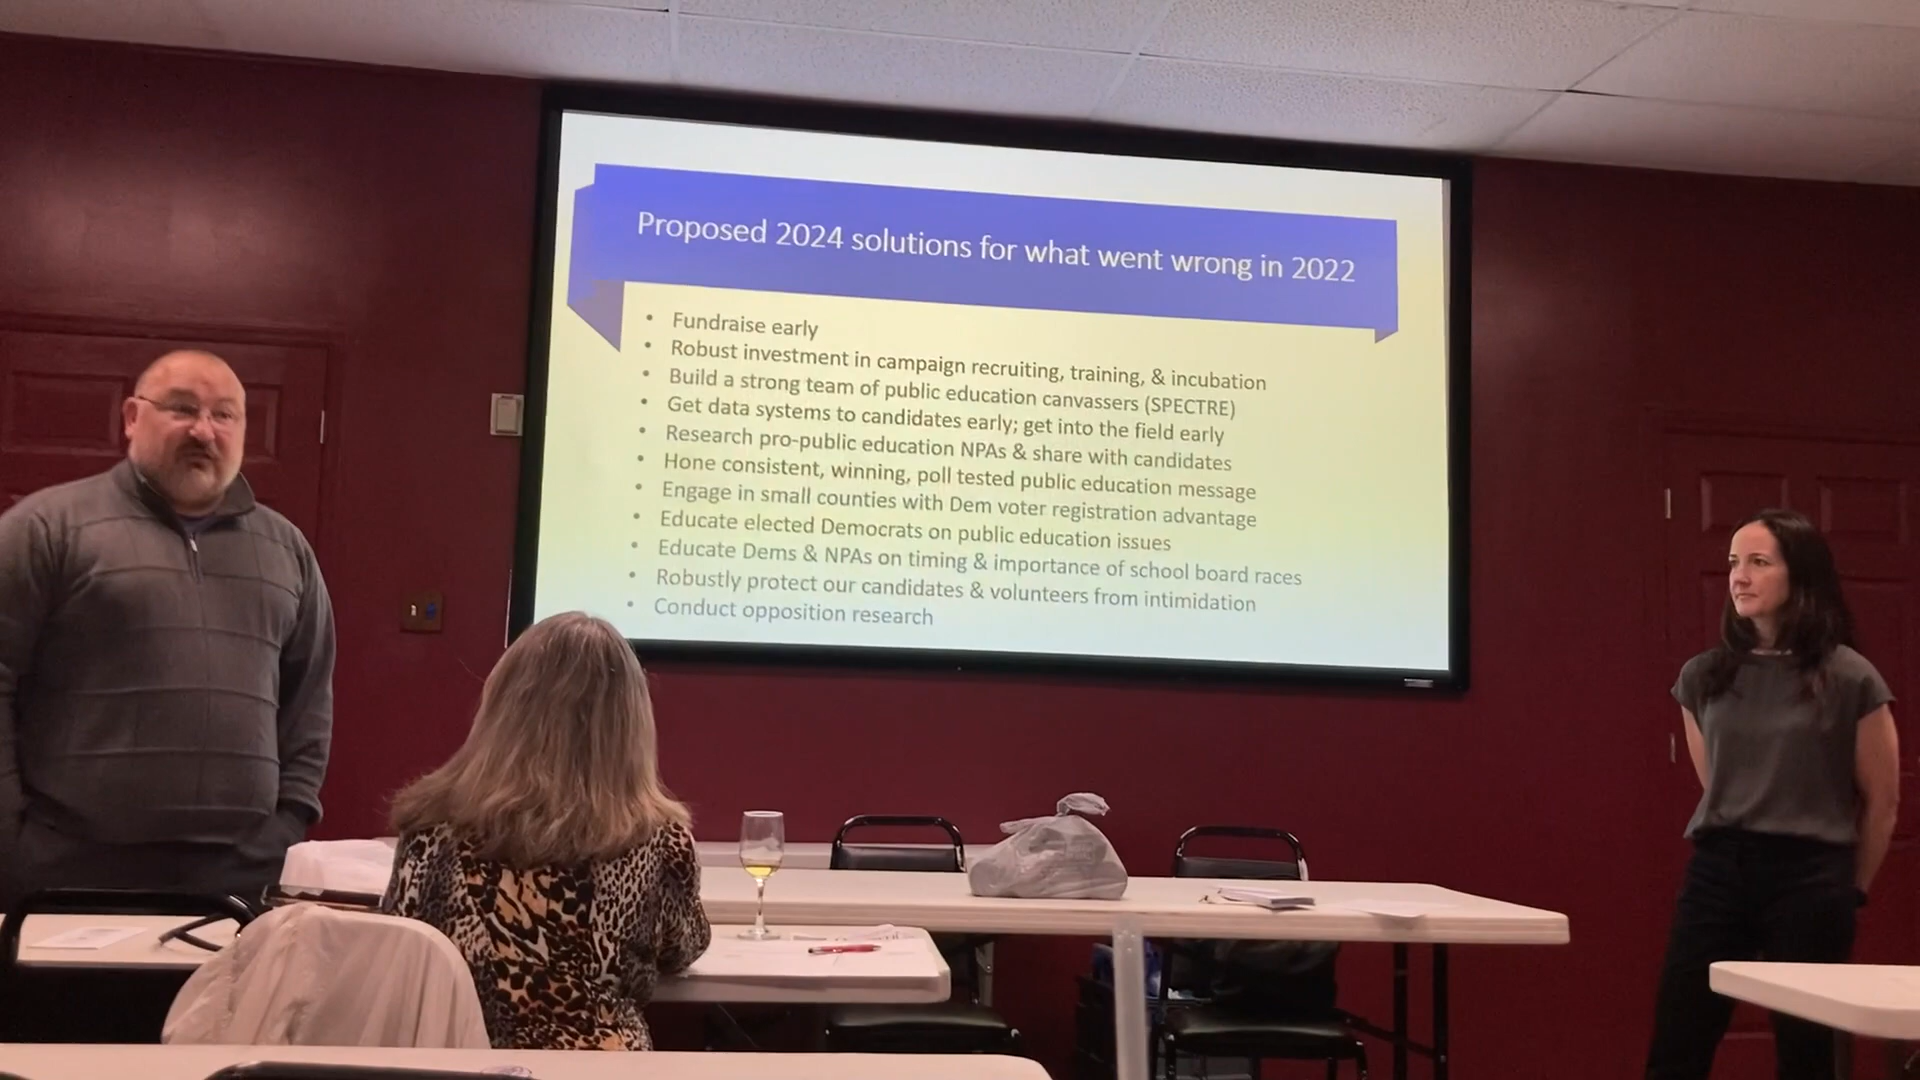 Proposed 2024 solutions for what went wrong in 2022
• Fundraise early
• Robust investment in campaign recruiting, training, & incubation
• Build a strong team of public education canvassers (SPECTRE)
• Get data systems to candidates early; get into the field early
• Research pro-public education NPAs & share with candidates
• Hone consistent, winning, poll tested public education message
• Engage in small counties with Dem voter registration advantage
• Educate elected Democrats on public education issues
• Educate Dems & NPAs on timing & importance of school board races
• Robustly protect our candidates & volunteers from intimidation
• Conduct opposition research